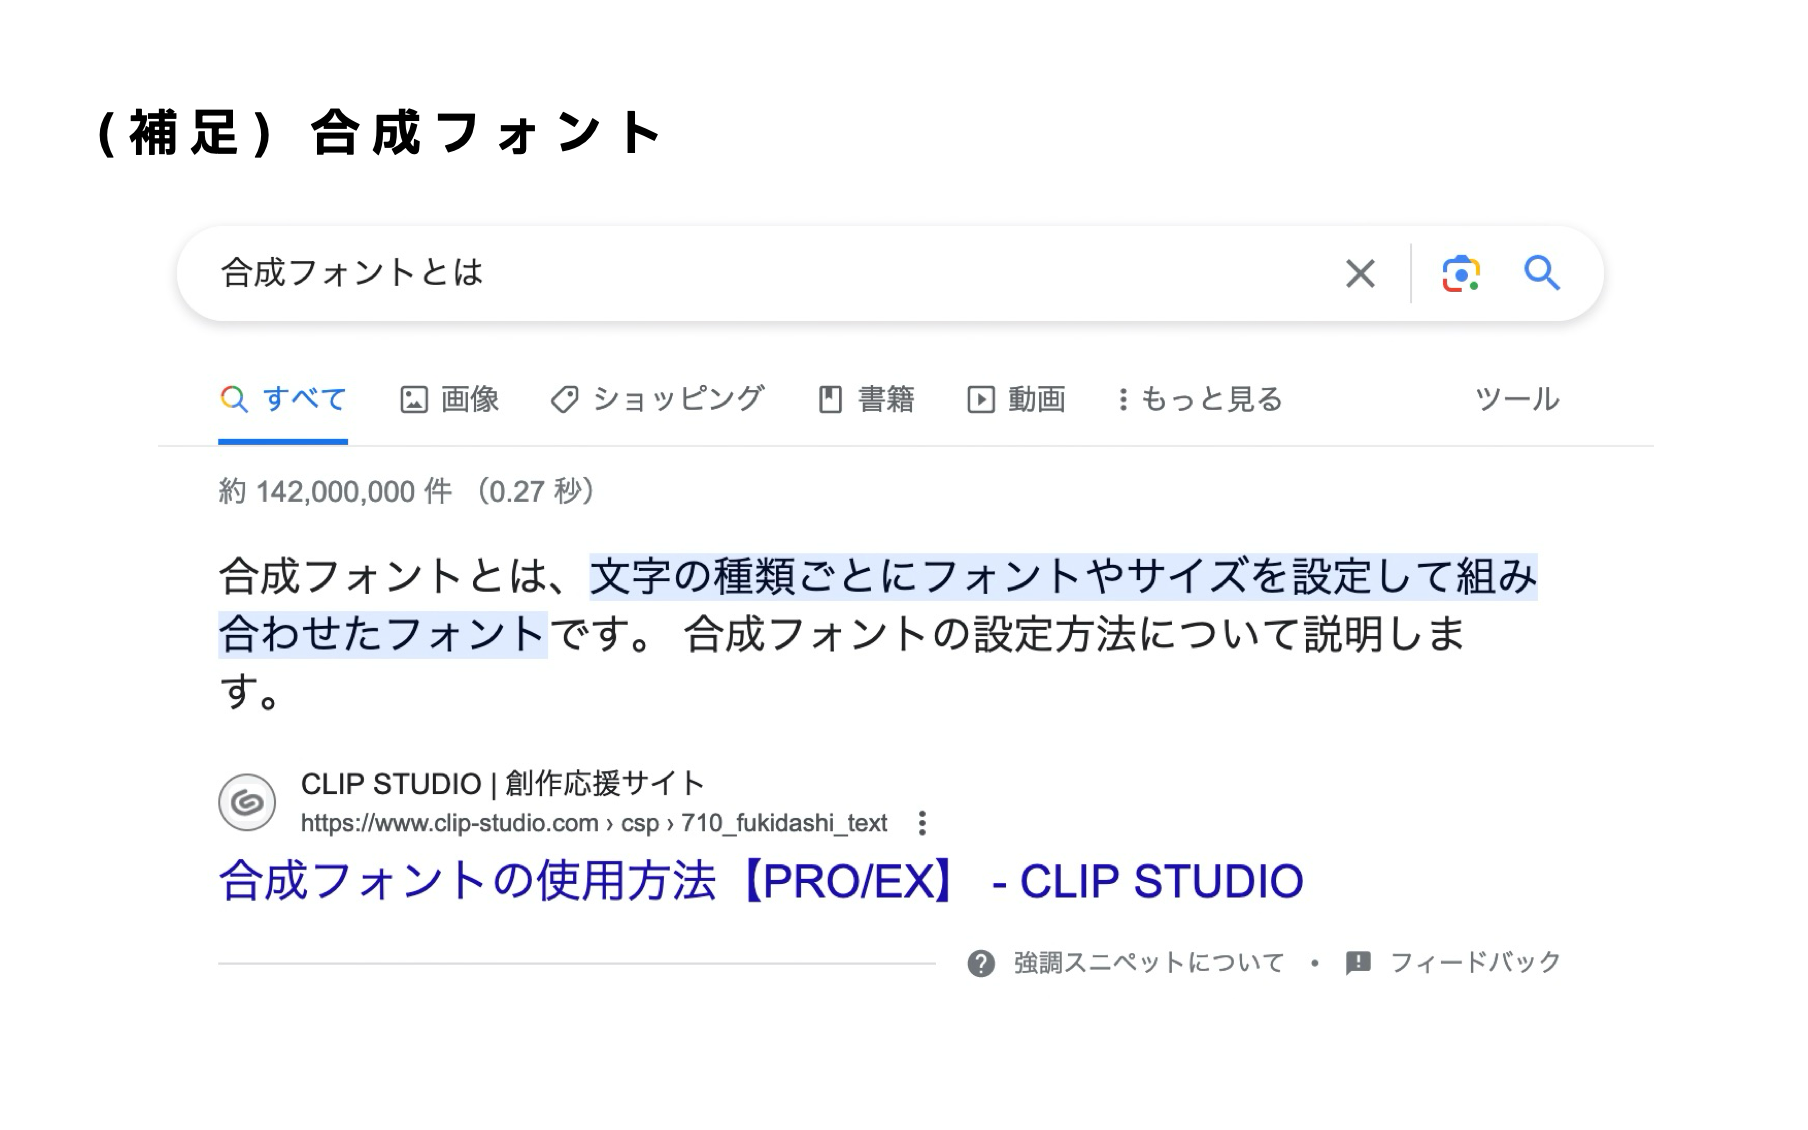 (補足) 合成フォント
合成フォントとは
すべて 画像 ショッピング 書籍 動画 もっと見る ツール
約 142,000,000 件 （0.27 秒）
合成フォントとは、文字の種類ごとにフォントやサイズを設定して組み
合わせたフォントです。 合成フォントの設定方法について説明しま
す。
CLIP STUDIO | 創作応援サイト
https://www.clip-studio.com › csp › 710_fukidashi_text
合成フォントの使用方法【PRO/EX】 - CLIP STUDIO
強調スニペットについて • フィードバック